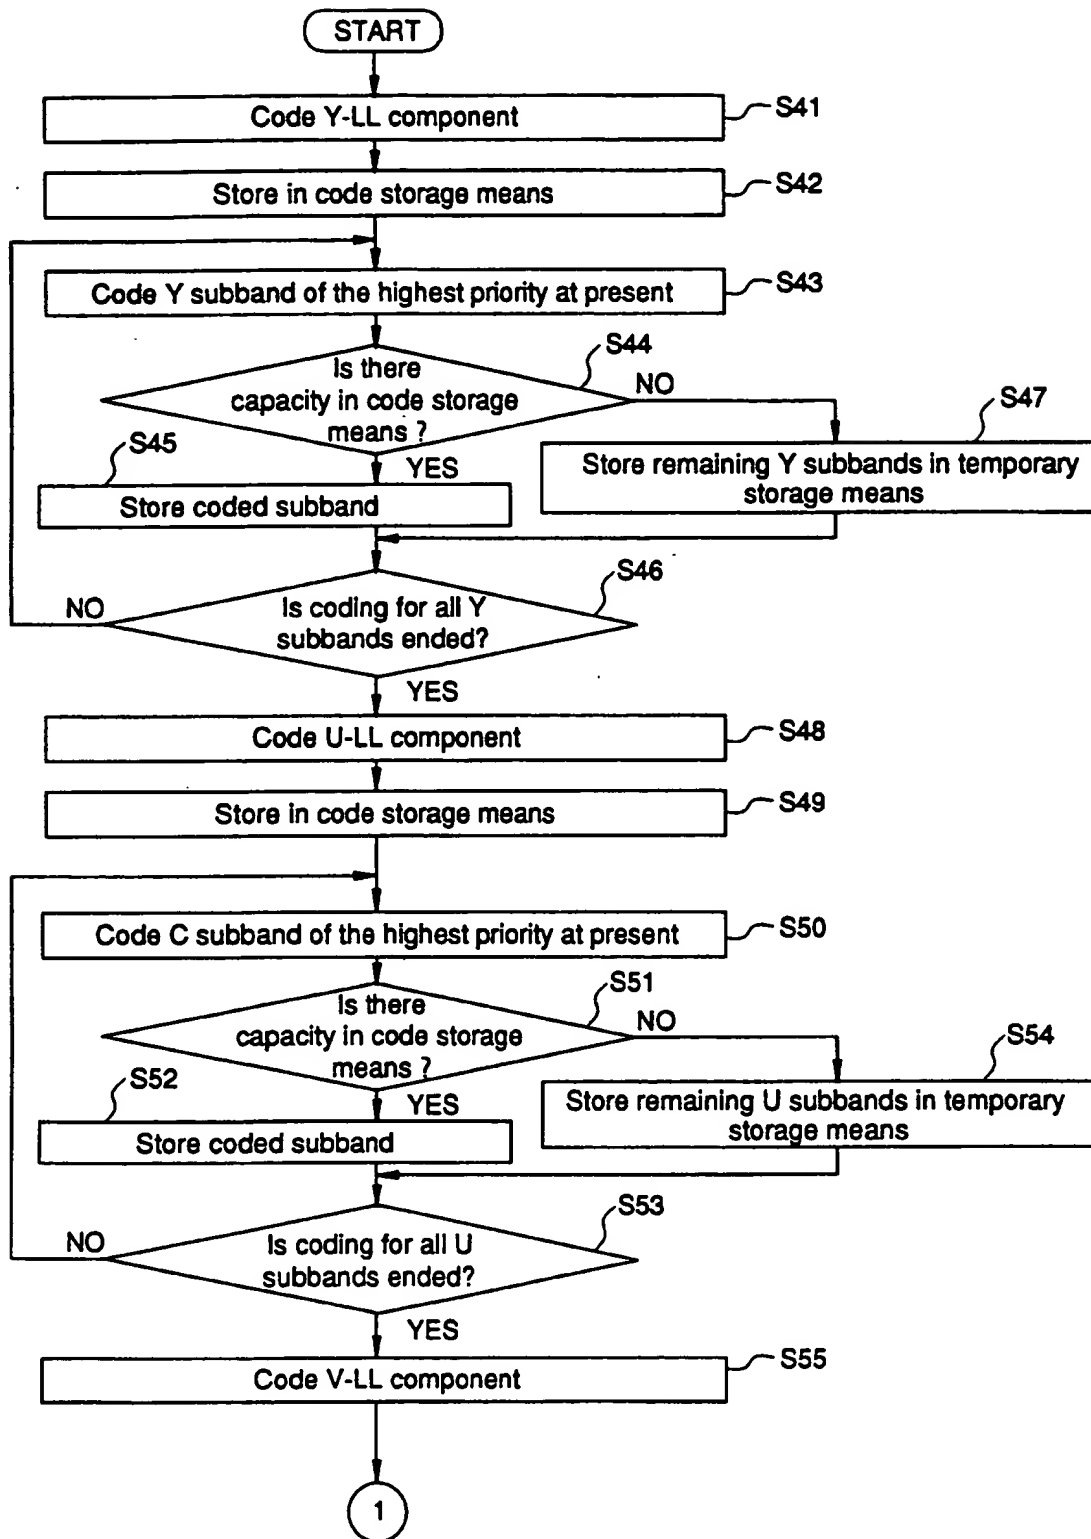 START
Code Y-LL component
S41
Store in code storage means
S42
Code Y subband of the highest priority at present
S43
S44
Is there
capacity in code storage
means ?
NO
S47
S45
YES
Store remaining Y subbands in temporary
storage means
Store coded subband
S46
NO
Is coding for all Y
subbands ended?
YES
Code U-LL component
S48
Store in code storage means
S49
Code C subband of the highest priority at present
S50
S51
Is there
capacity in code storage
means ?
NO
S54
S52
YES
Store remaining U subbands in temporary
storage means
Store coded subband
S53
NO
Is coding for all U
subbands ended?
YES
Code V-LL component
S55
1